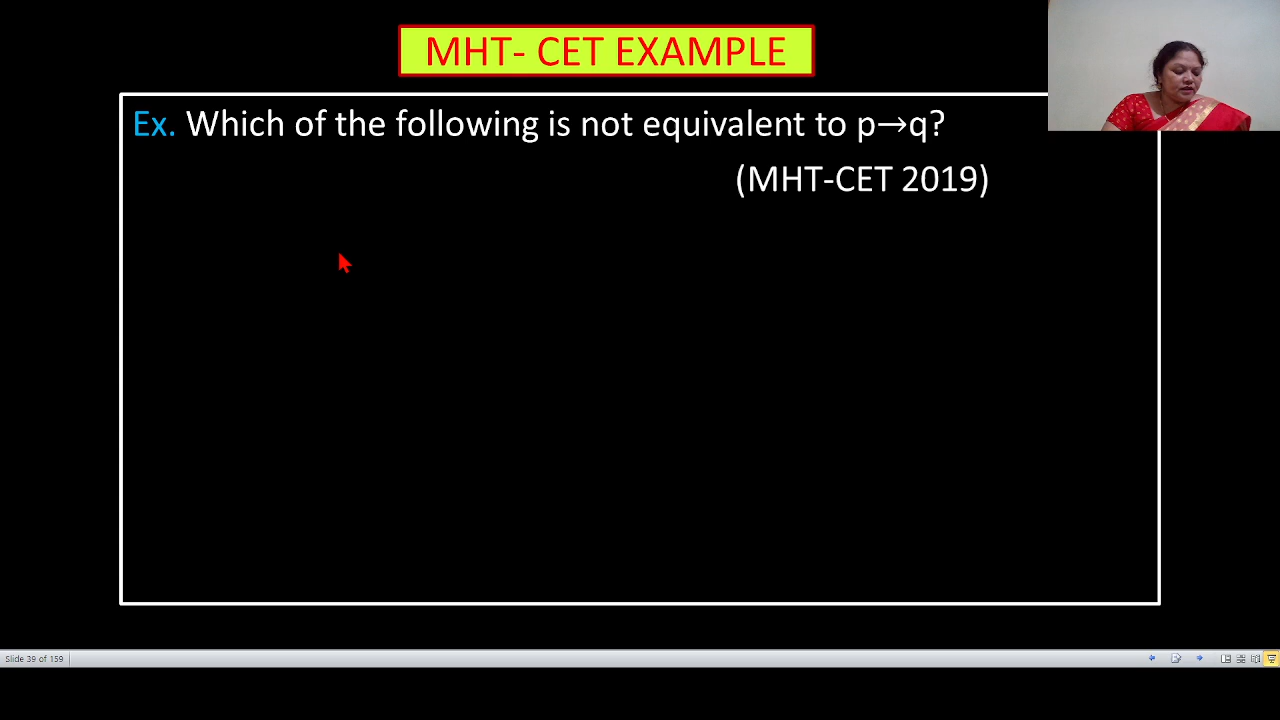 MHT- CET EXAMPLE
Ex. Which of the following is not equivalent to p→q?
(MHT-CET 2019)
Slide 39 of 159